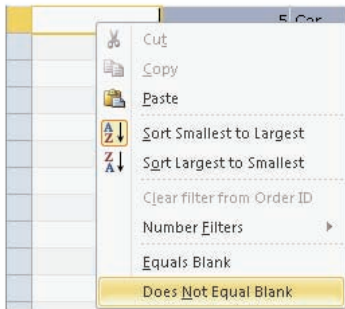 5 Car
Cut
Copy
Paste
Sort Smallest to Largest
Sort Largest to Smallest
Clear filter from Order ID
Number Filters
Equals Blank
Does Not Equal Blank